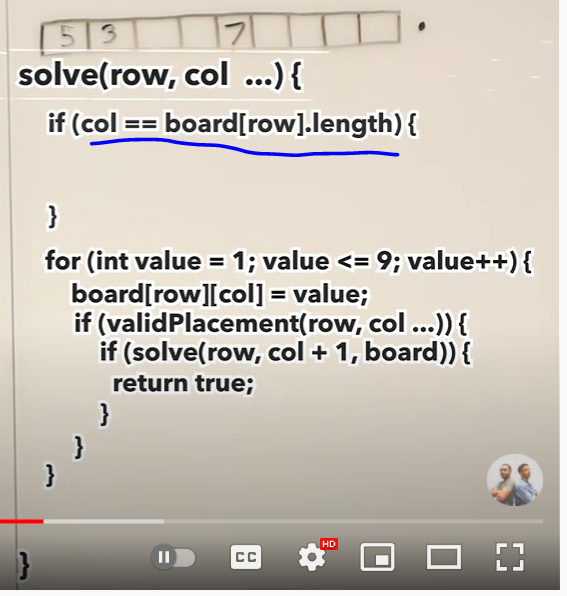 5 3 7
solve(row, col ...) {
if (col == board[row].length) {
}
for (int value = 1; value <= 9; value++) {
board[row][col] = value;
if (validPlacement(row, col ...)) {
if (solve(row, col + 1, board)) {
return true;
}
}
}
}
CC HD